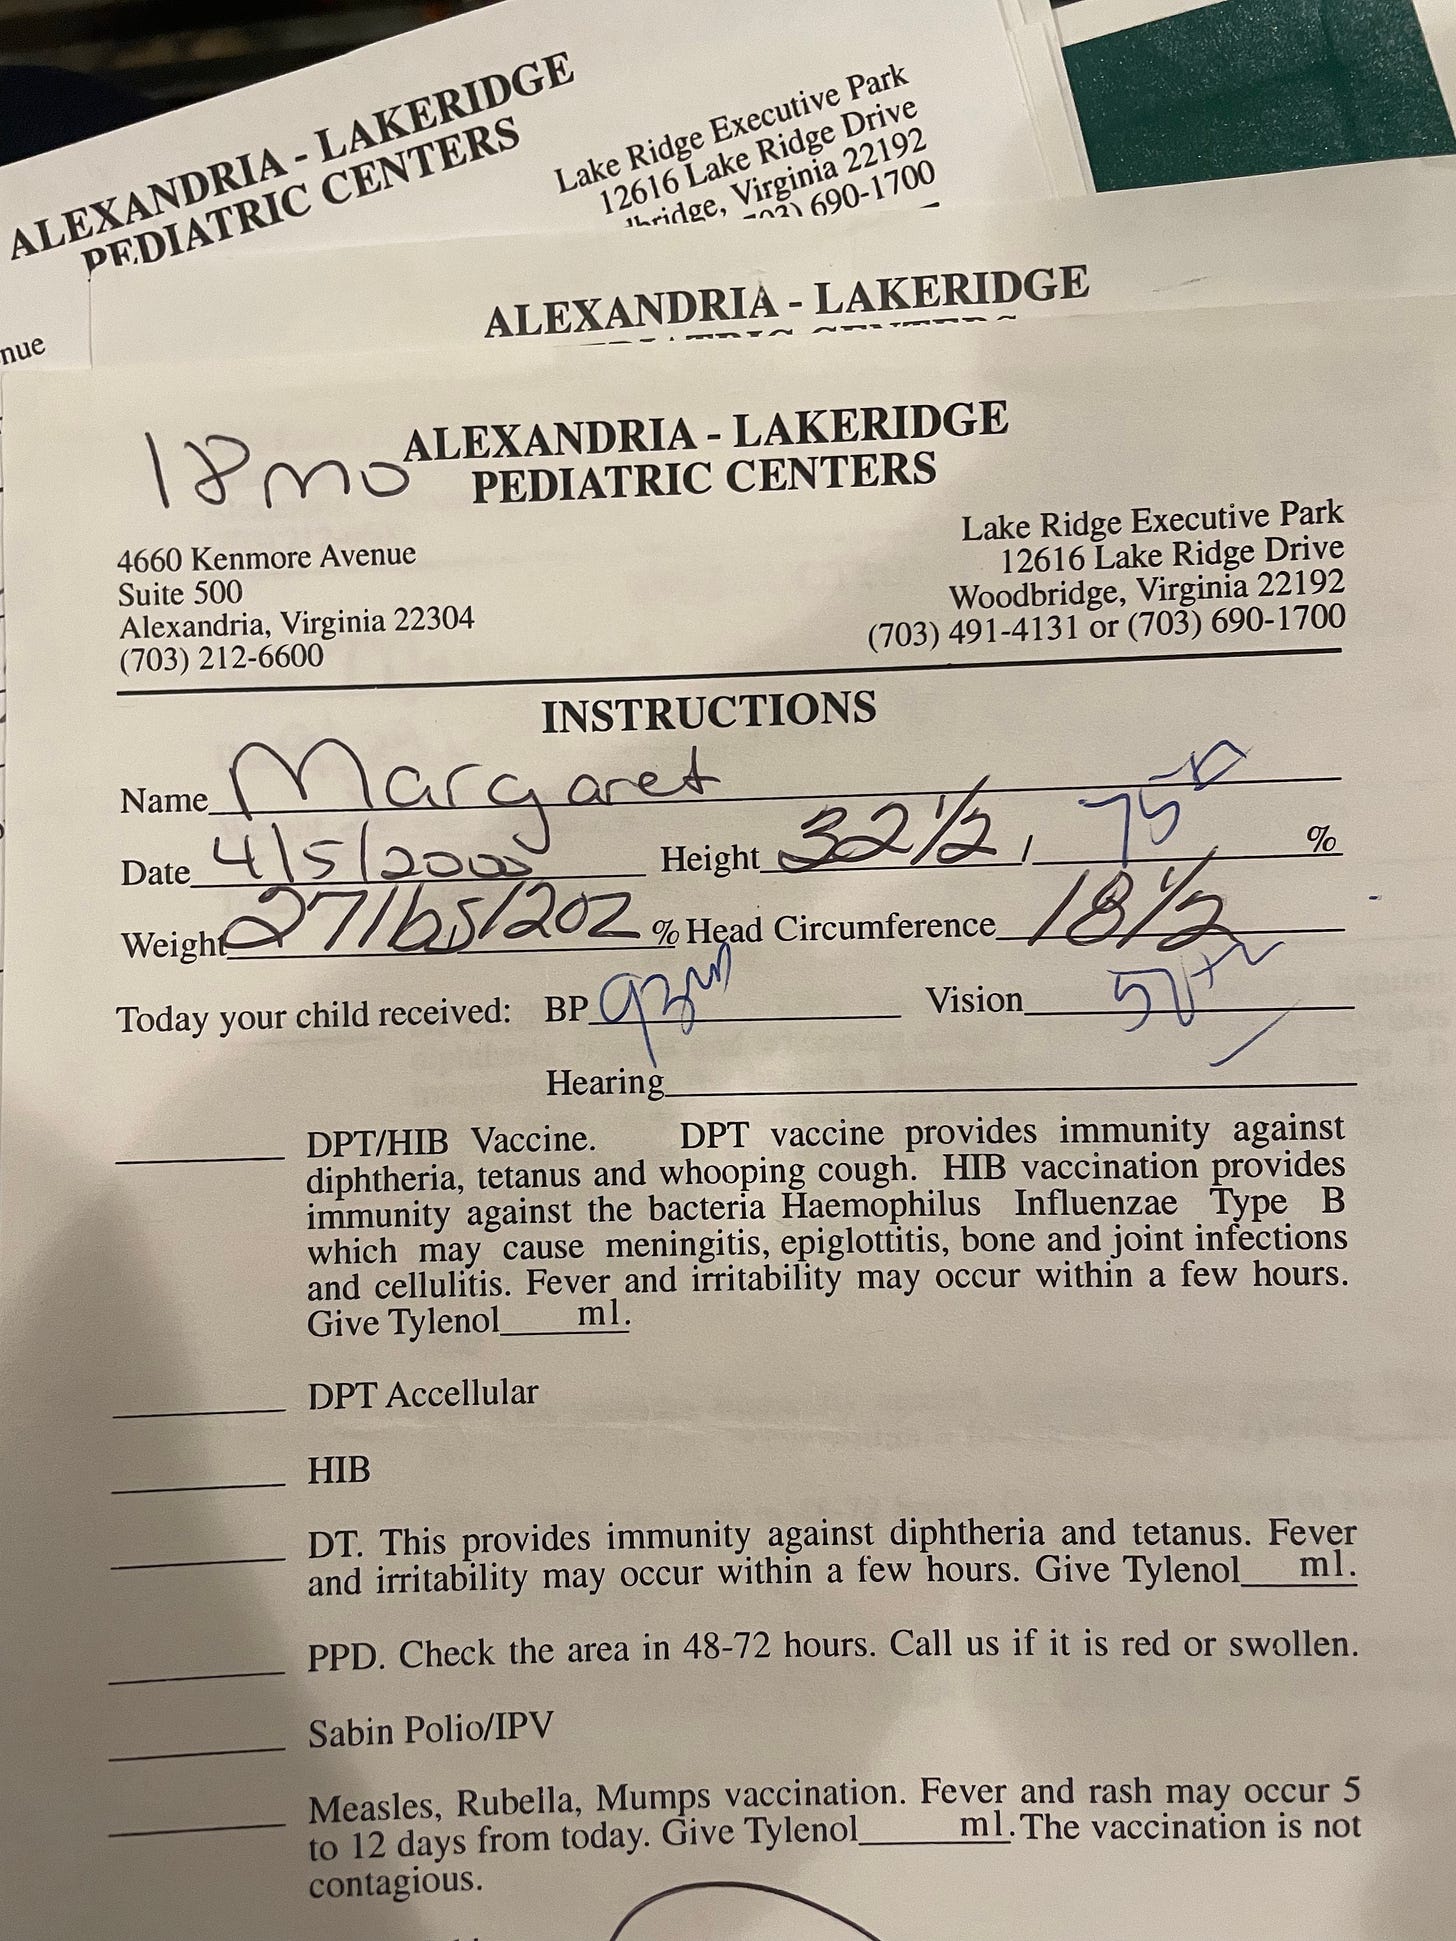 ALEXANDRIA - LAKERIDGE
PEDIATRIC CENTERS
Lake Ridge Executive Park
12616 Lake Ridge Drive
dbridge, Virginia 22192
703) 690-1700
nue
ALEXANDRIA - LAKERIDGE
18mo
ALEXANDRIA - LAKERIDGE
PEDIATRIC CENTERS
4660 Kenmore Avenue
Suite 500
Alexandria, Virginia 22304
(703) 212-6600
Lake Ridge Executive Park
12616 Lake Ridge Drive
Woodbridge, Virginia 22192
(703) 491-4131 or (703) 690-1700
INSTRUCTIONS
Name Margaret
Date 4/5/2000 Height 32 1/2, 75 %
Weight 27lbs/2oz % Head Circumference 18 1/2
Today your child received: BP Vision
Hearing
DPT/HIB Vaccine. DPT vaccine provides immunity against
diphtheria, tetanus and whooping cough. HIB vaccination provides
immunity against the bacteria Haemophilus Influenzae Type B
which may cause meningitis, epiglottitis, bone and joint infections
and cellulitis. Fever and irritability may occur within a few hours.
Give Tylenol____ml.
DPT Accellular
HIB
DT. This provides immunity against diphtheria and tetanus. Fever
and irritability may occur within a few hours. Give Tylenol____ml.
PPD. Check the area in 48-72 hours. Call us if it is red or swollen.
Sabin Polio/IPV
Measles, Rubella, Mumps vaccination. Fever and rash may occur 5
to 12 days from today. Give Tylenol______ml. The vaccination is not
contagious.